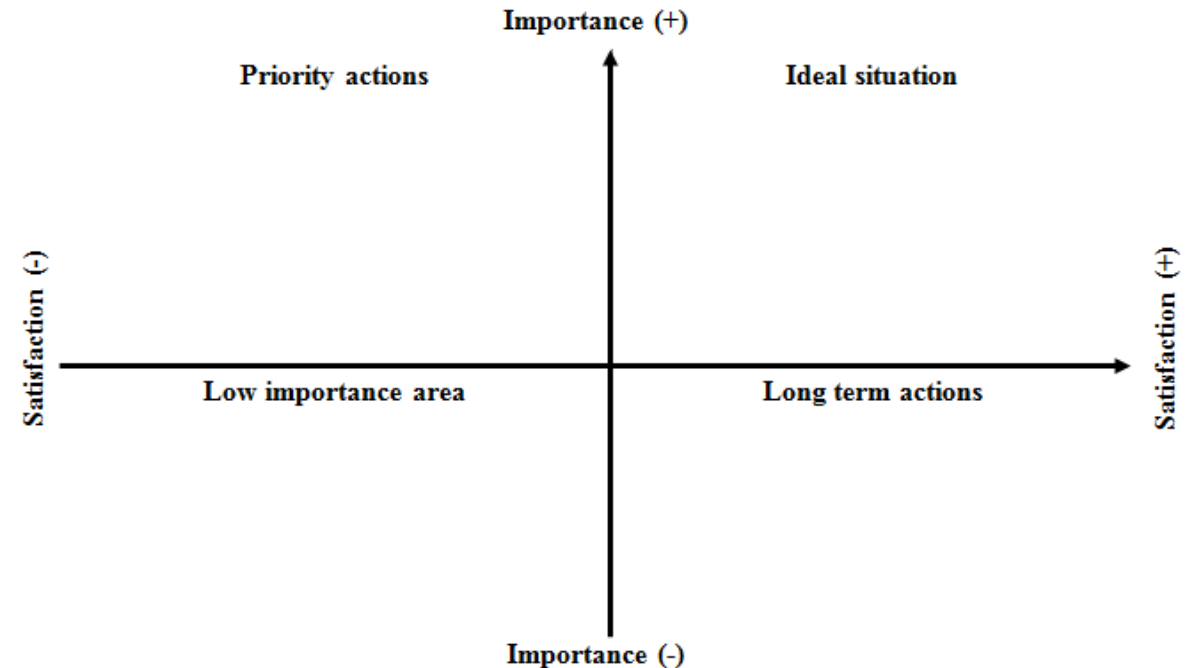 Importance (+)
Priority actions
Ideal situation
Satisfaction (-)
Satisfaction (+)
Low importance area
Long term actions
Importance (-)